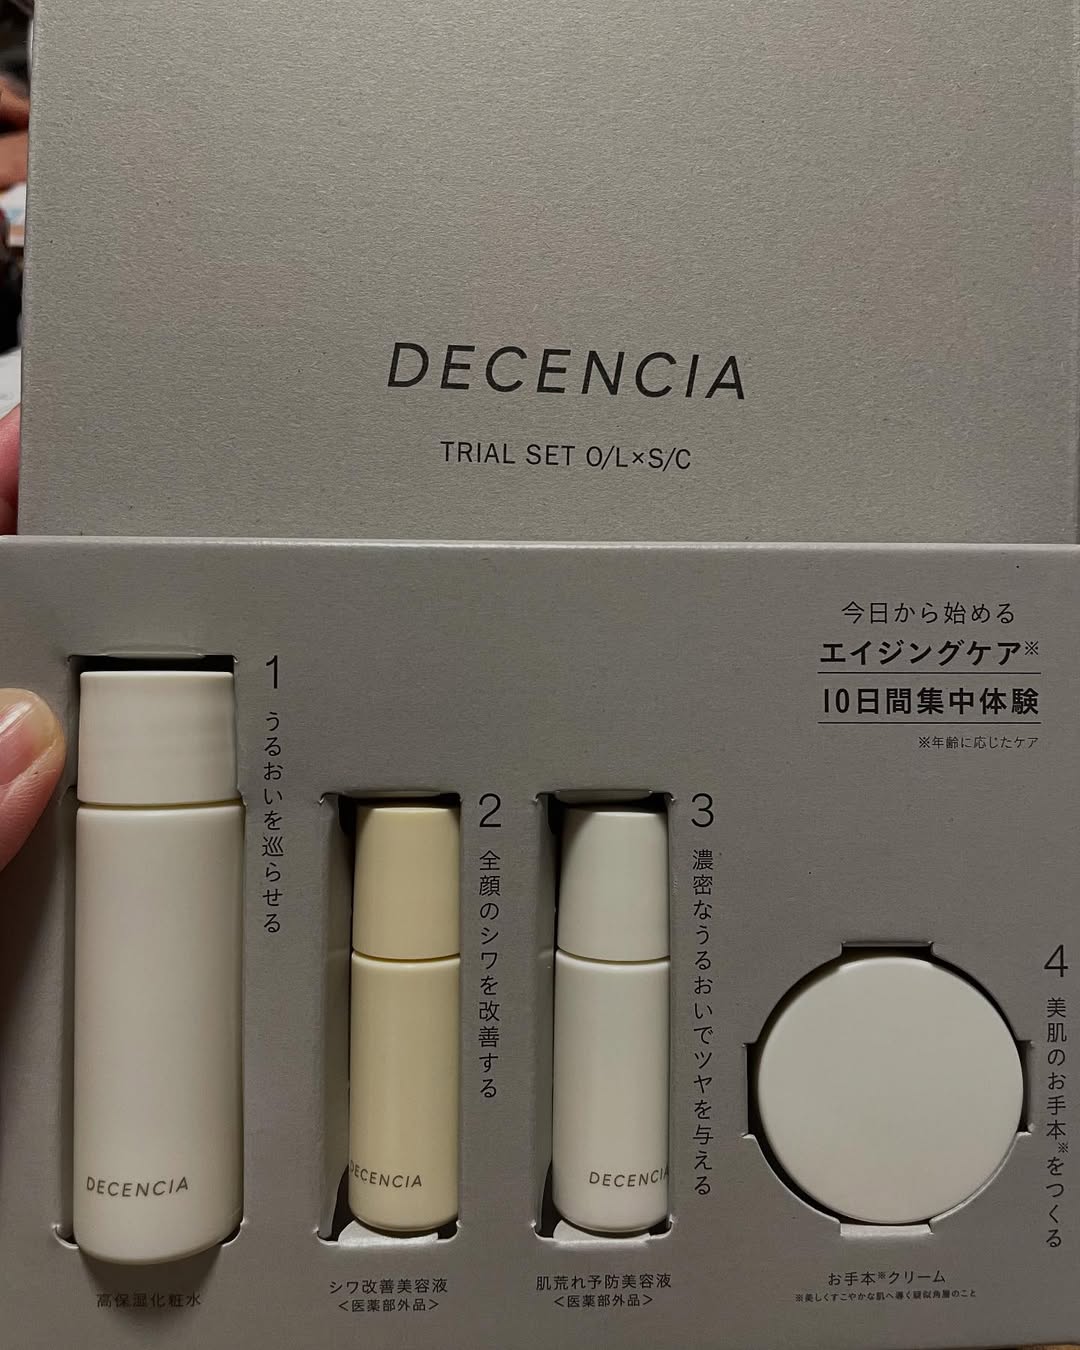 DECENCIA
TRIAL SET O/L×S/C
今日から始める
エイジングケア※
10日間集中体験
※年齢に応じたケア
1
うるおいを巡らせる
DECENCIA
高保湿化粧水
2
全顔のシワを改善する
DECENCIA
シワ改善美容液
<医薬部外品>
3
濃密なうるおいでツヤを与える
DECENCIA
肌荒れ予防美容液
<医薬部外品>
4
美肌のお手本※をつくる
お手本※クリーム
※美しくすこやかな肌へ導く疑似角層のこと